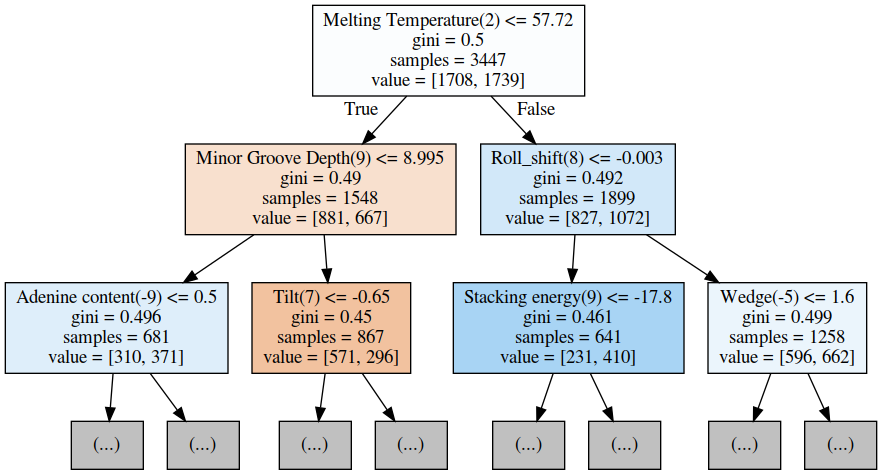 Melting Temperature(2) <= 57.72
gini = 0.5
samples = 3447
value = [1708, 1739]
True
False
Minor Groove Depth(9) <= 8.995
gini = 0.49
samples = 1548
value = [881, 667]
Roll_shift(8) <= -0.003
gini = 0.492
samples = 1899
value = [827, 1072]
Adenine content(-9) <= 0.5
gini = 0.496
samples = 681
value = [310, 371]
Tilt(7) <= -0.65
gini = 0.45
samples = 867
value = [571, 296]
Stacking energy(9) <= -17.8
gini = 0.461
samples = 641
value = [231, 410]
Wedge(-5) <= 1.6
gini = 0.499
samples = 1258
value = [596, 662]
(...)
(...)
(...)
(...)
(...)
(...)
(...)
(...)